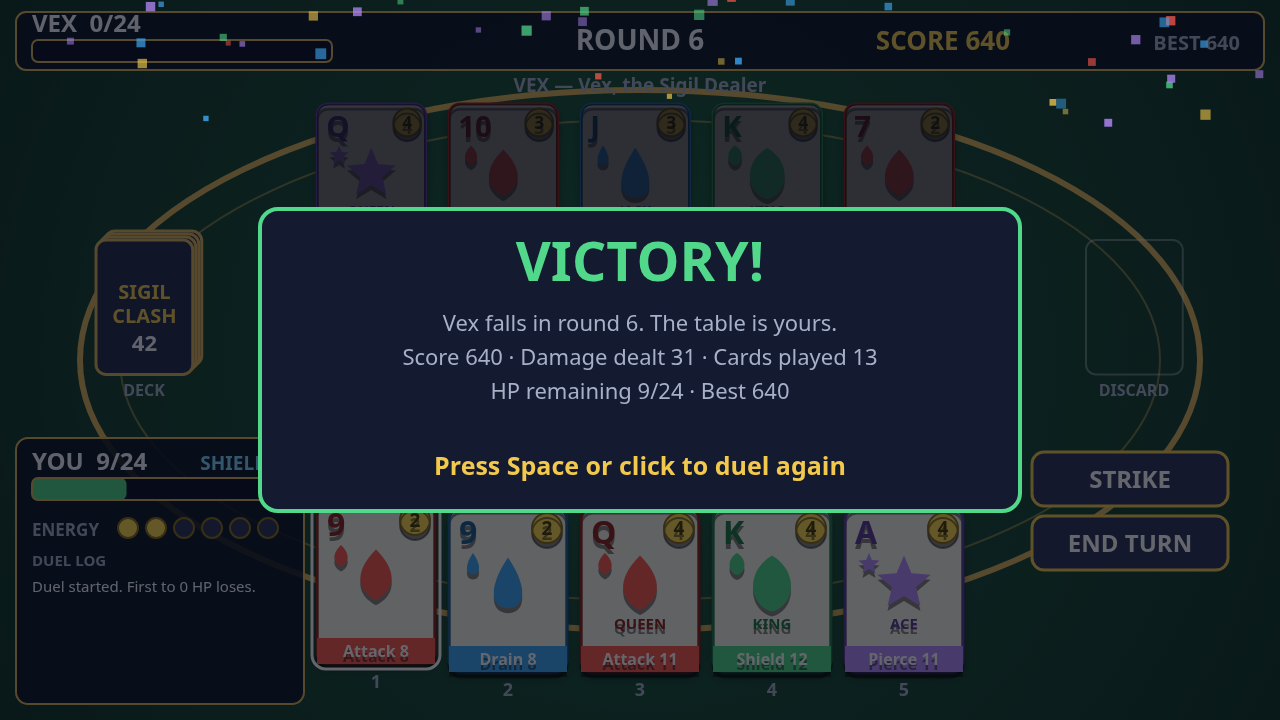 VEX 0/24
ROUND 6
SCORE 640
BEST 640
VEX — Vex, the Sigil Dealer
Q 4
10 3
J 3
K 4
7 2
SIGIL
CLASH
42
DECK
DISCARD
VICTORY!
Vex falls in round 6. The table is yours.
Score 640 · Damage dealt 31 · Cards played 13
HP remaining 9/24 · Best 640
Press Space or click to duel again
YOU 9/24
ENERGY
DUEL LOG
Duel started. First to 0 HP loses.
STRIKE
END TURN
9 2
Attack 8
1
9 2
Drain 8
2
Q 4
QUEEN
Attack 11
3
K 4
KING
Shield 12
4
A 4
ACE
Pierce 11
5